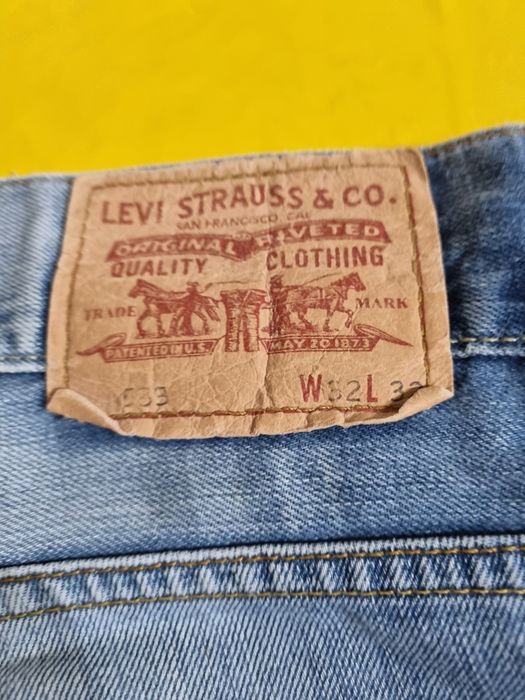 LEVI STRAUSS & CO.
SAN FRANCISCO, CAL
ORIGINAL RIVETED
QUALITY CLOTHING
TRADE MARK
PATENTED IN U.S. MAY 20 1873
W32 L